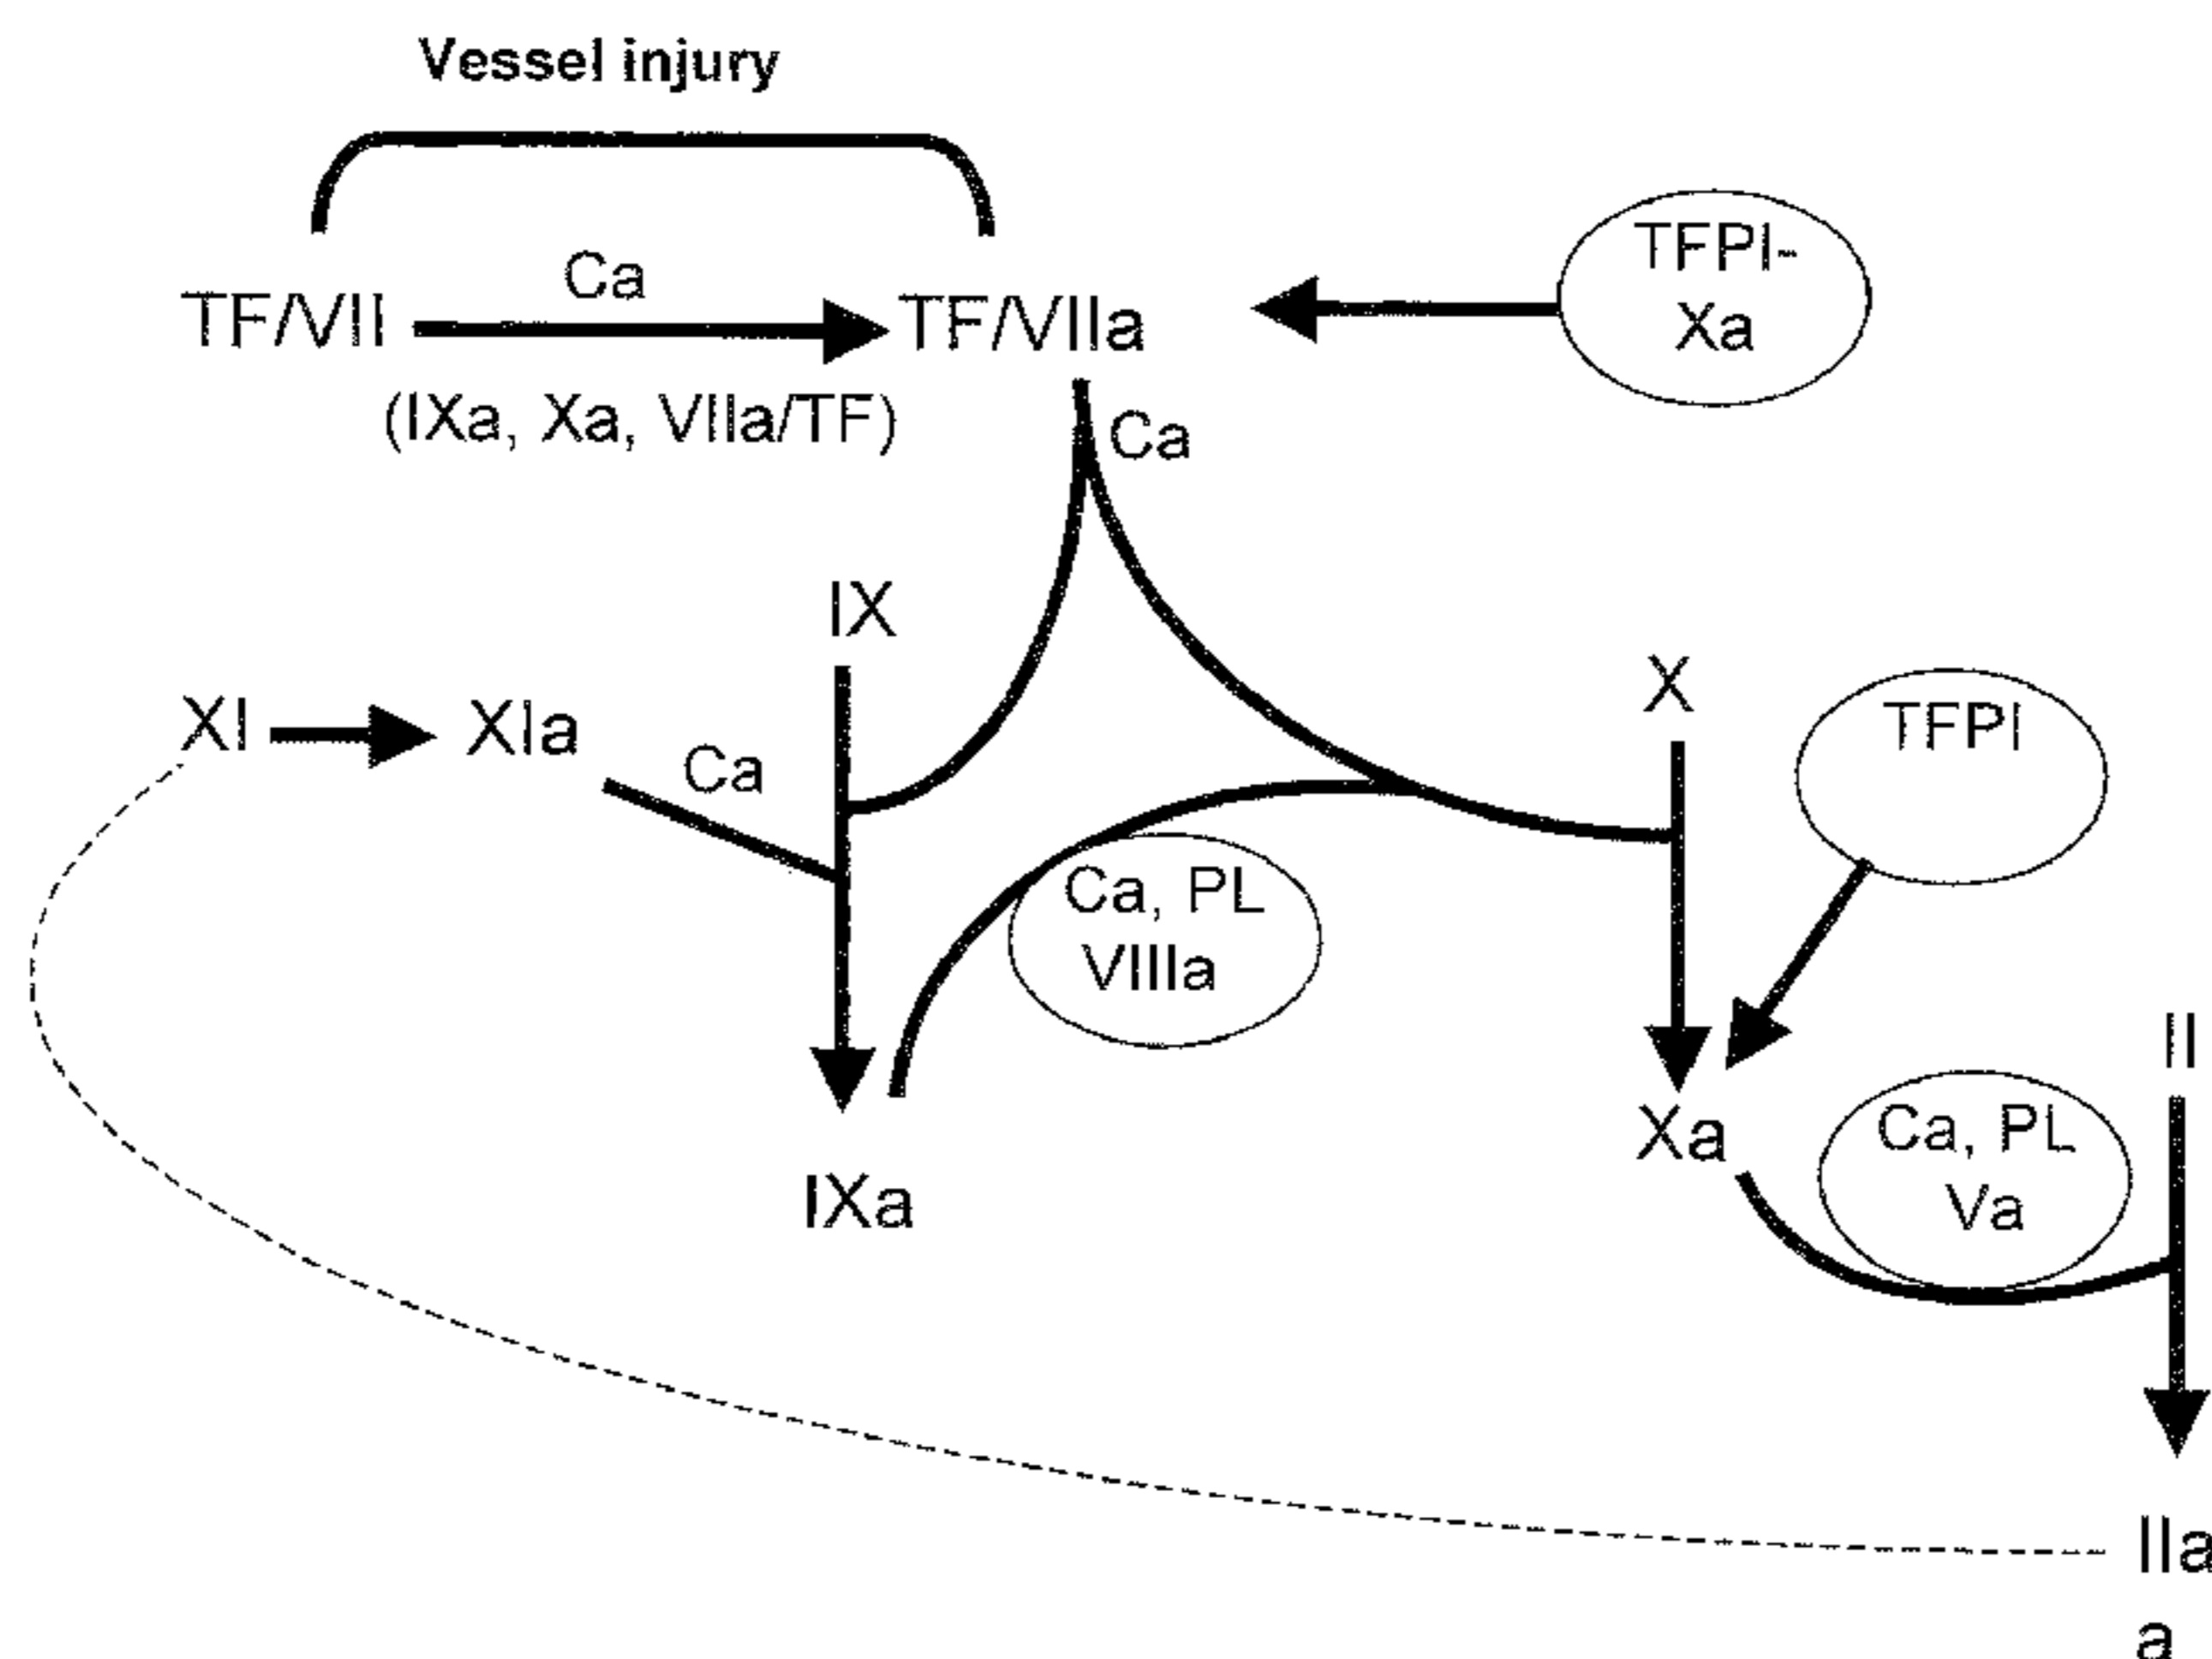 Vessel injury
TF/VII
Ca
(IXa, Xa, VIIa/TF)
TF/VIIa
TFPI-
Xa
Ca
IX
XI
XIa
Ca
Ca, PL
VIIIa
IXa
X
TFPI
Xa
Ca, PL
Va
II
IIa
a